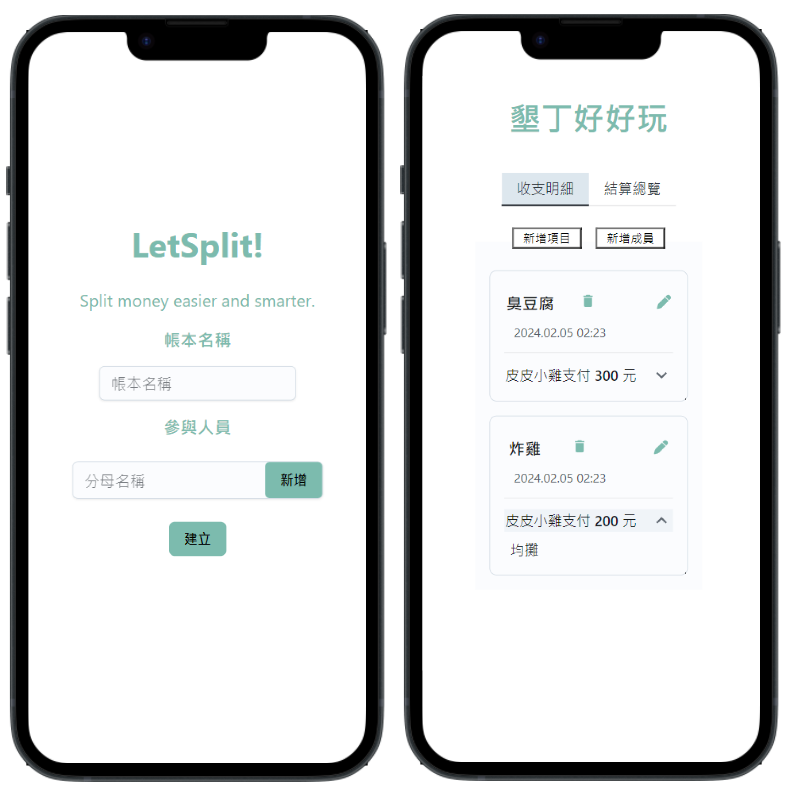 LetSplit!
Split money easier and smarter.
帳本名稱
帳本名稱
參與人員
分母名稱 新增
建立
墾丁好好玩
收支明細 結算總覽
新增項目 新增成員
臭豆腐
2024.02.05 02:23
皮皮小雞支付 300 元
炸雞
2024.02.05 02:23
皮皮小雞支付 200 元
均攤